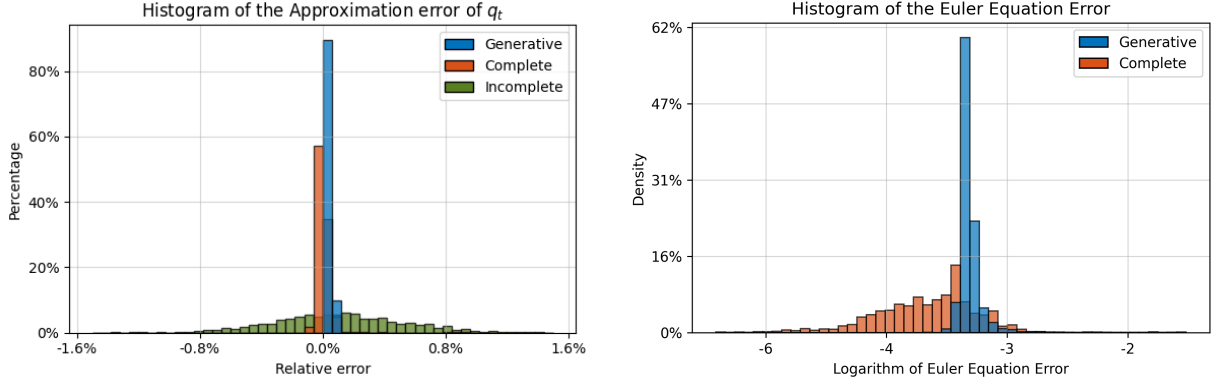 Histogram of the Approximation error of q_t
Generative
Complete
Incomplete
Percentage
80%
60%
40%
20%
0%
-1.6%
-0.8%
0.0%
0.8%
1.6%
Relative error
Histogram of the Euler Equation Error
Generative
Complete
Density
62%
47%
31%
16%
0%
-6
-4
-3
-2
Logarithm of Euler Equation Error